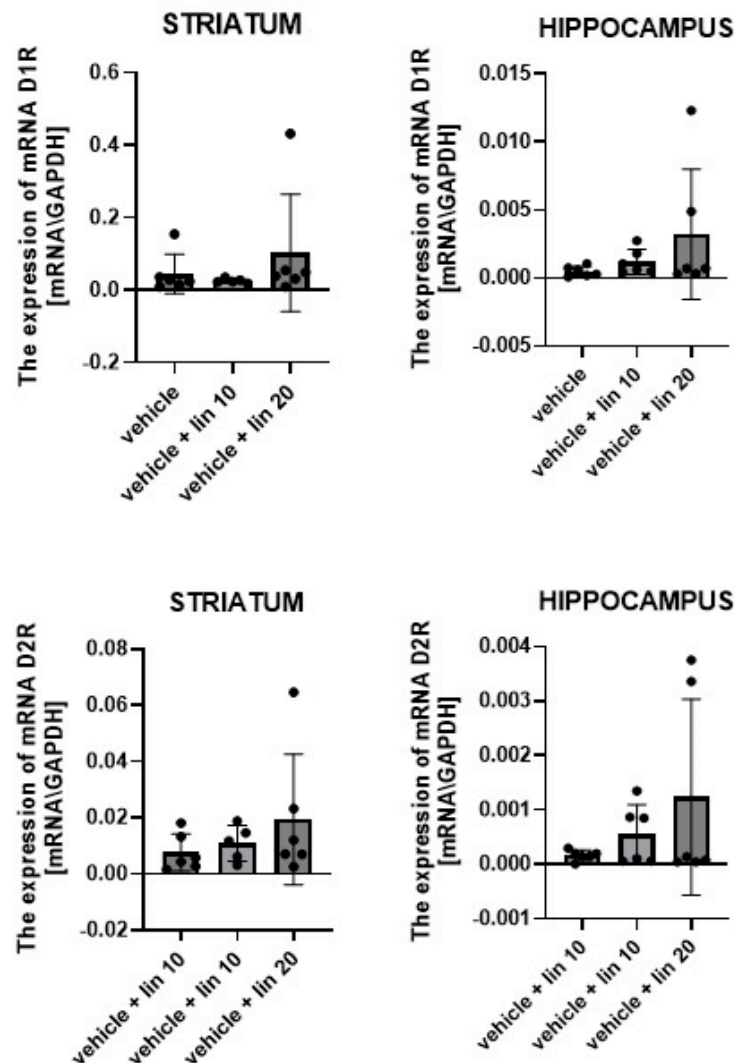 STRIATUM
The expression of mRNA D1R
[mRNA\GAPDH]
0.6
0.4
0.2
0.0
-0.2
vehicle
vehicle + lin 10
vehicle + lin 20
HIPPOCAMPUS
The expression of mRNA D1R
[mRNA\GAPDH]
0.015
0.010
0.005
0.000
-0.005
vehicle
vehicle + lin 10
vehicle + lin 20
STRIATUM
The expression of mRNA D2R
[mRNA\GAPDH]
0.08
0.06
0.04
0.02
0.00
-0.02
vehicle + lin 10
vehicle + lin 10
vehicle + lin 20
HIPPOCAMPUS
The expression of mRNA D2R
[mRNA\GAPDH]
0.004
0.003
0.002
0.001
0.000
-0.001
vehicle + lin 10
vehicle + lin 10
vehicle + lin 20